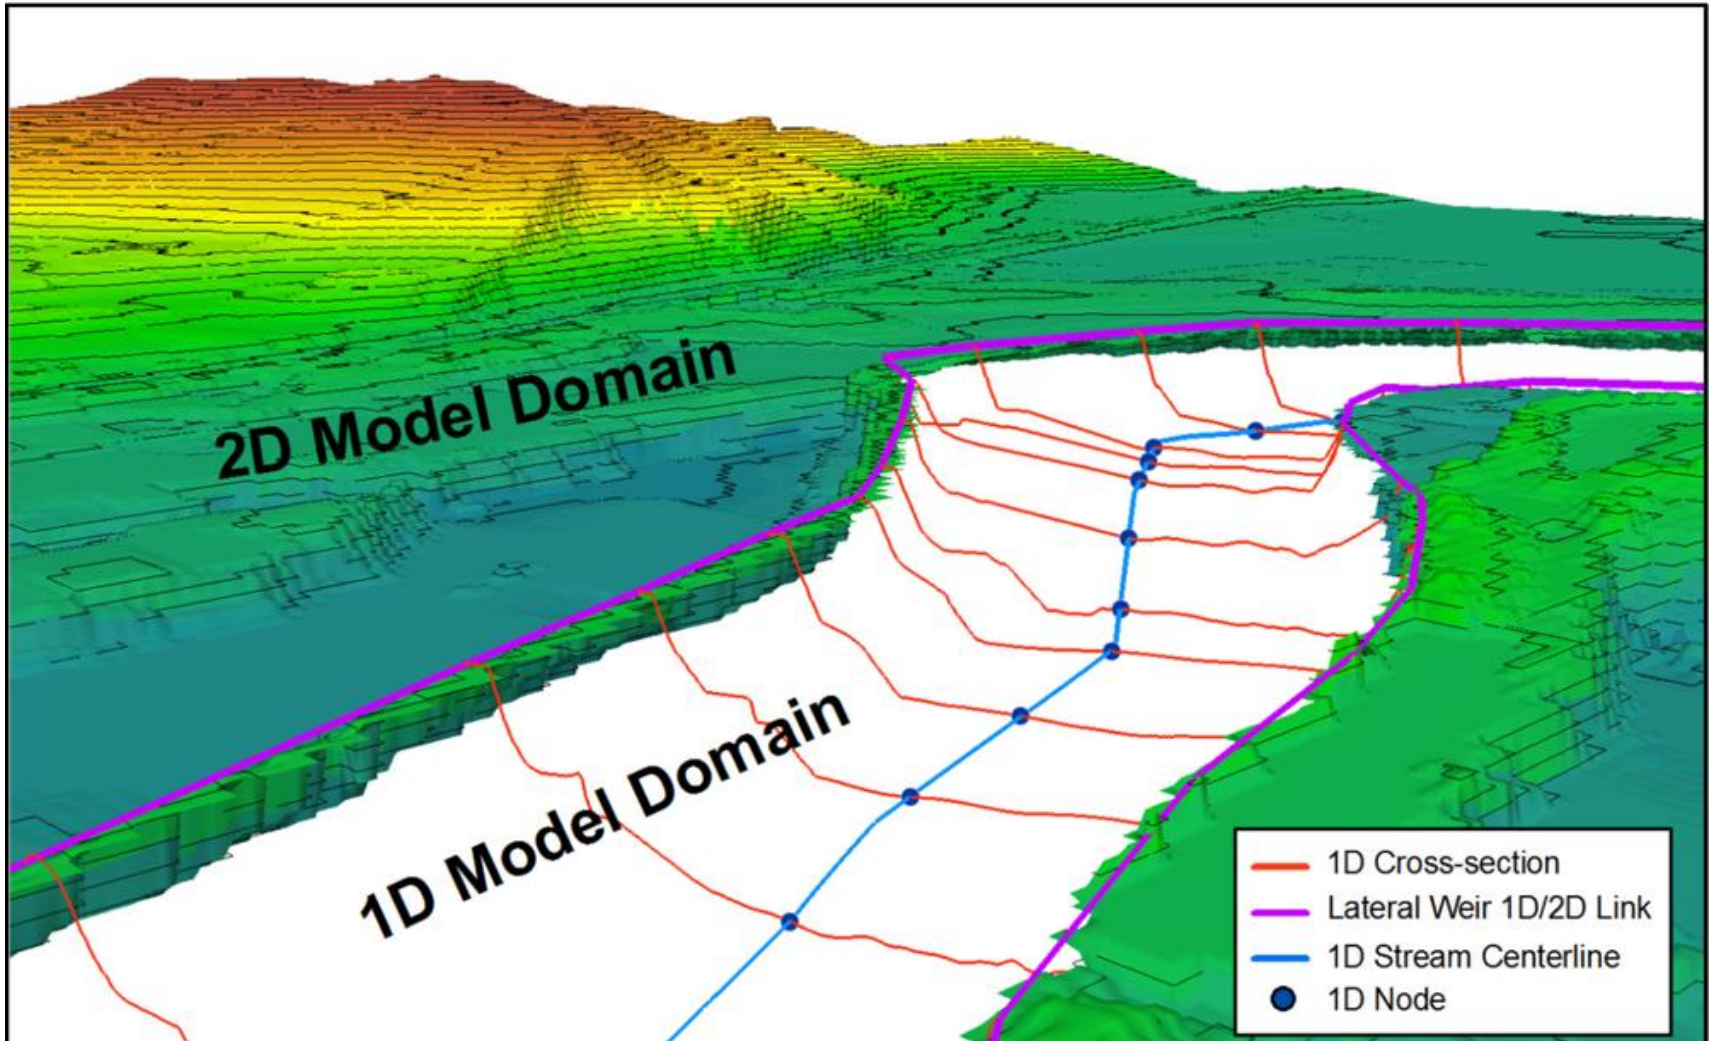 2D Model Domain
1D Model Domain
1D Cross-section
Lateral Weir 1D/2D Link
1D Stream Centerline
1D Node